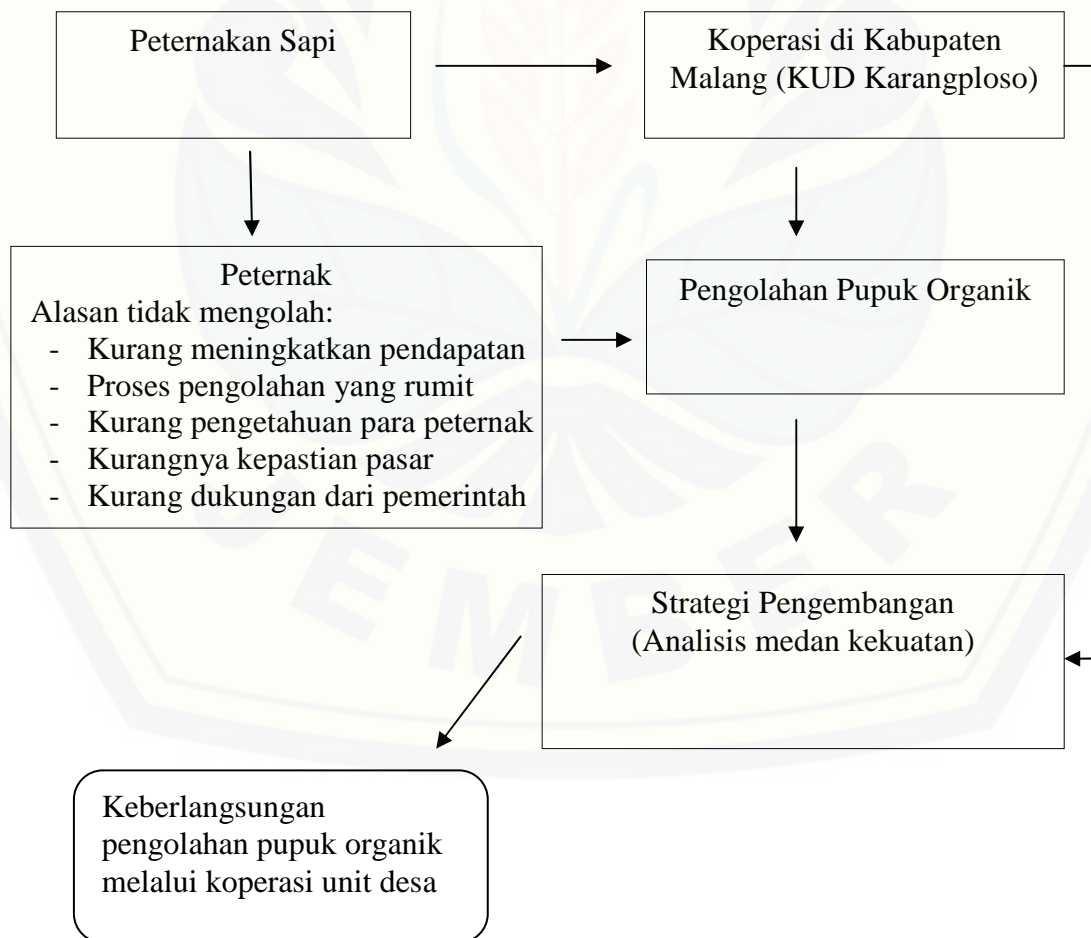 Peternakan Sapi
Koperasi di Kabupaten
Malang (KUD Karangploso)
Peternak
Alasan tidak mengolah:
- Kurang meningkatkan pendapatan
- Proses pengolahan yang rumit
- Kurang pengetahuan para peternak
- Kurangnya kepastian pasar
- Kurang dukungan dari pemerintah
Pengolahan Pupuk Organik
Strategi Pengembangan
(Analisis medan kekuatan)
Keberlangsungan
pengolahan pupuk organik
melalui koperasi unit desa
EMBER